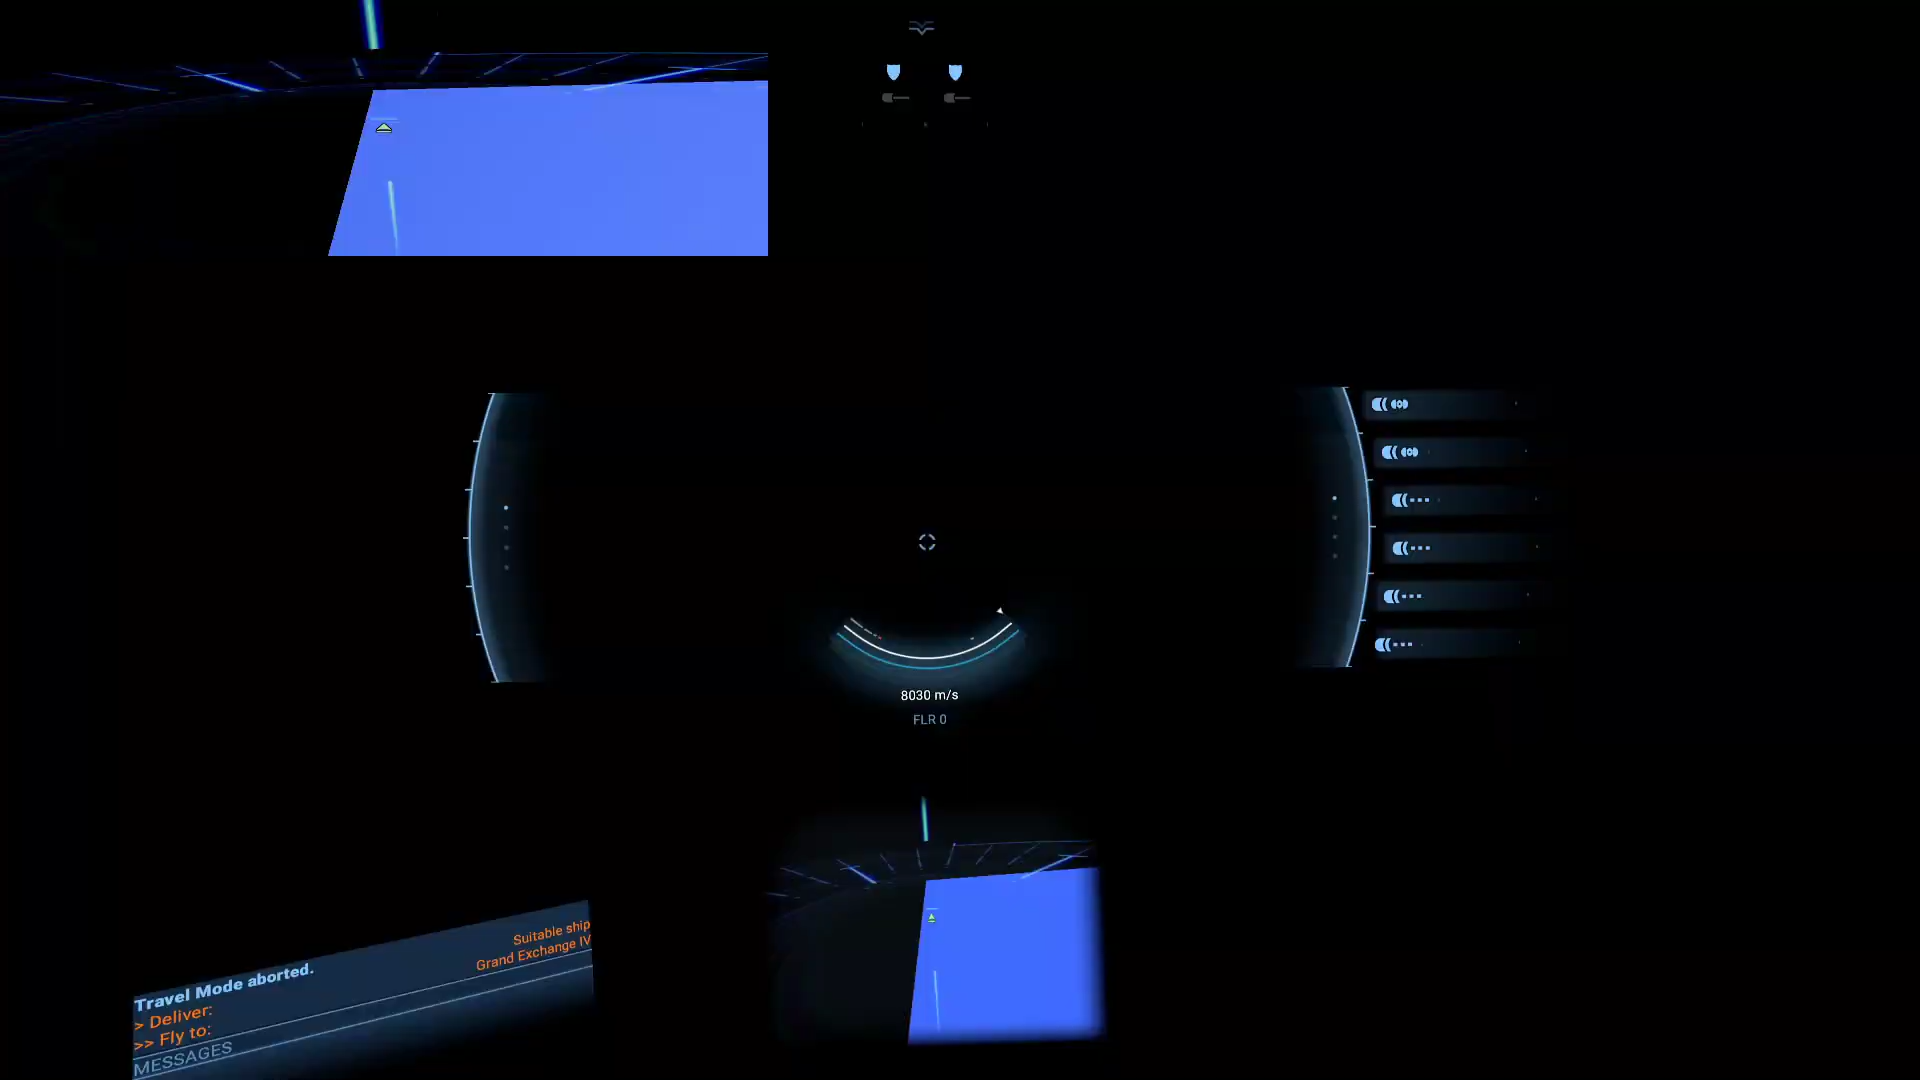 8030 m/s
FLR 0
Suitable ship
Grand Exchange IV
Travel Mode aborted.
> Deliver:
>> Fly to:
MESSAGES